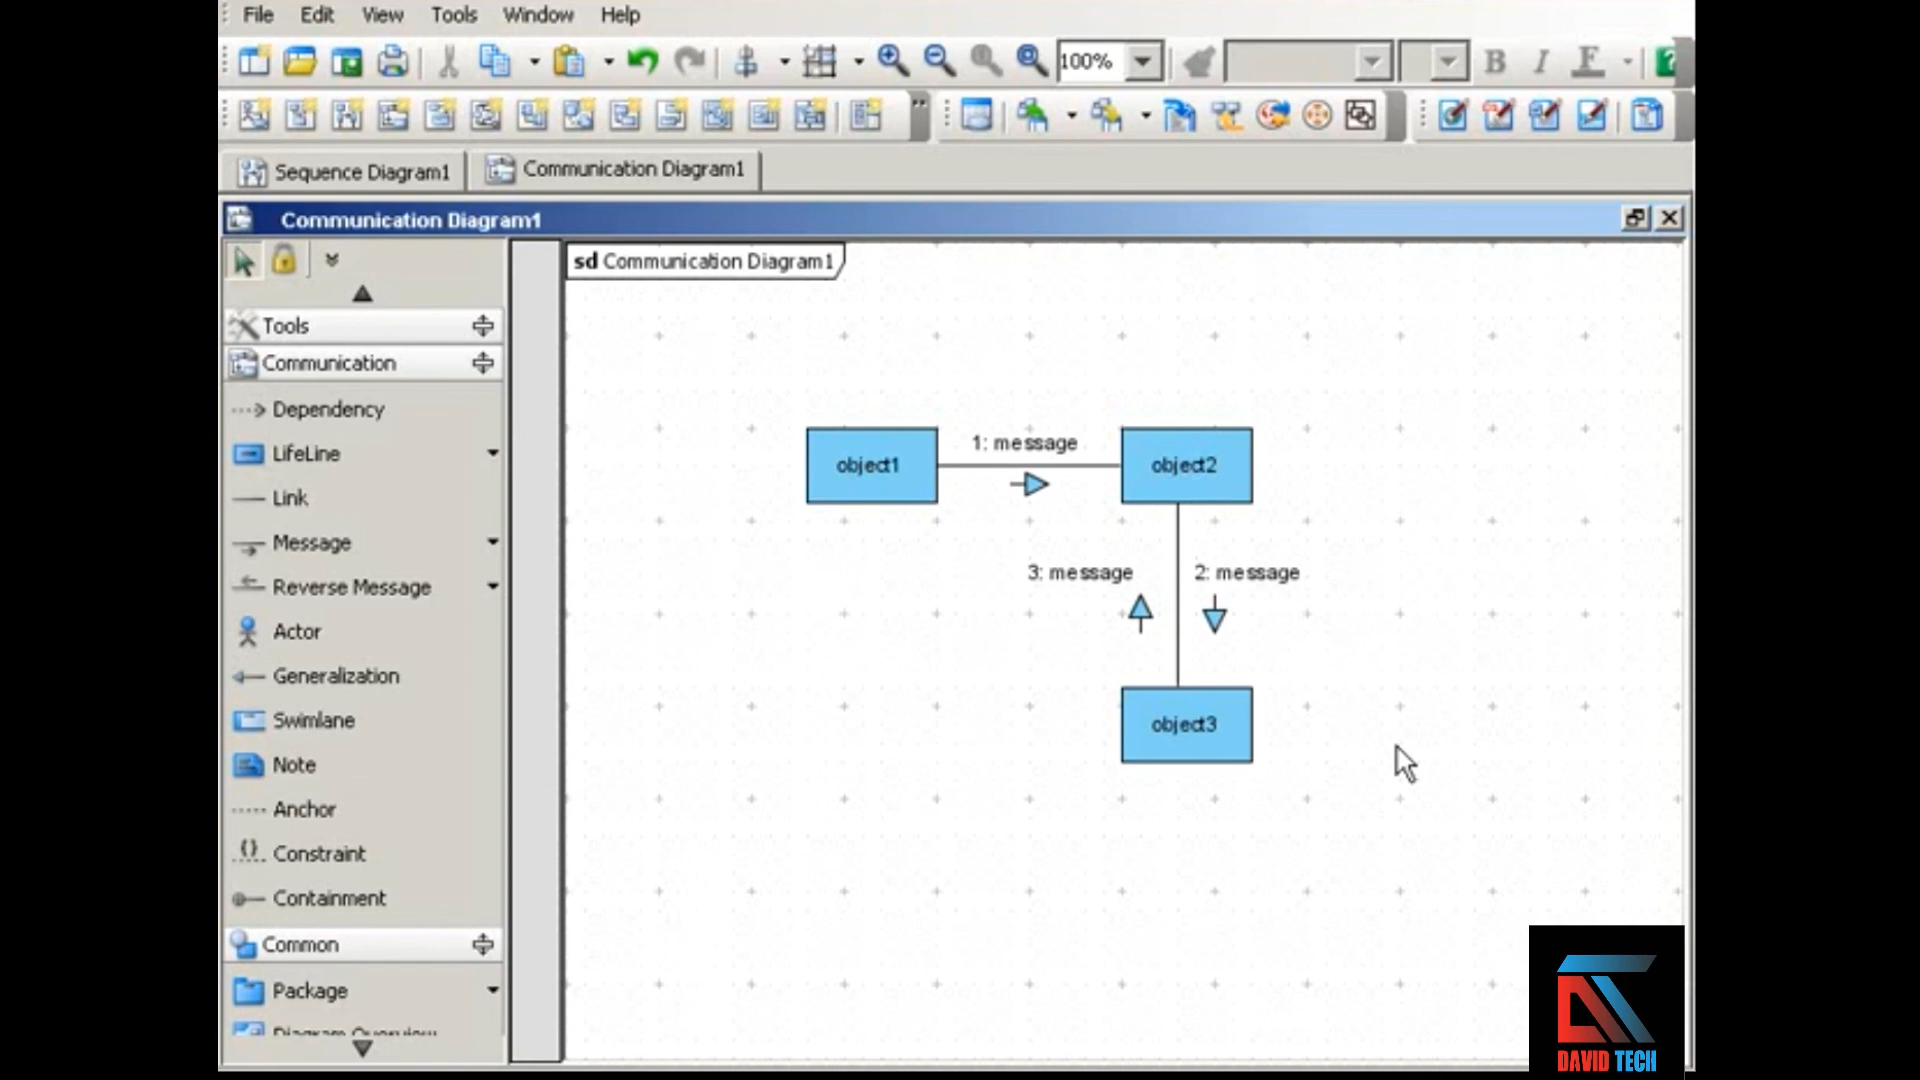 File Edit View Tools Window Help
100%
B I F ?
Sequence Diagram1 Communication Diagram1
Communication Diagram1
sd Communication Diagram1
Tools
Communication
Dependency
LifeLine
Link
Message
Reverse Message
Actor
Generalization
Swimlane
Note
Anchor
Constraint
Containment
Common
Package
Diagram Overview
object1
1: message
object2
3: message
2: message
object3
DAVID TECH